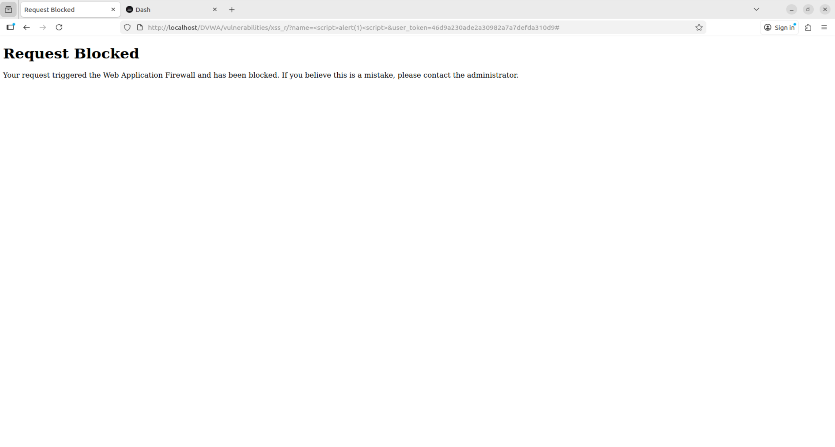 Request Blocked
Dash
http://localhost/DVWA/vulnerabilities/xss_r/?name=<script>alert(1)<script>&user_token=46d9a230ade2a30982a7a7defda310d9#
Sign in
Request Blocked
Your request triggered the Web Application Firewall and has been blocked. If you believe this is a mistake, please contact the administrator.